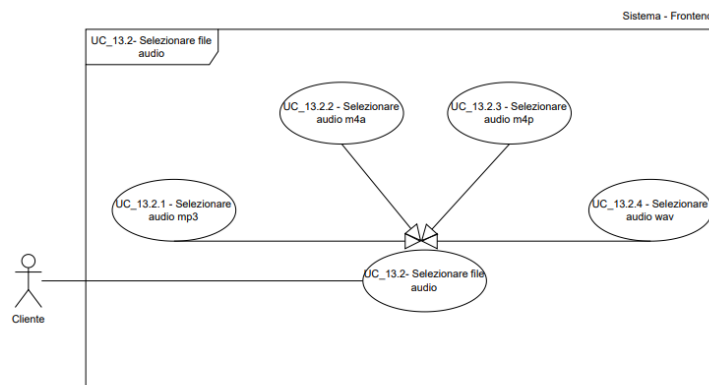 Sistema - Frontend
UC_13.2- Selezionare file
audio
UC_13.2.2 - Selezionare
audio m4a
UC_13.2.3 - Selezionare
audio m4p
UC_13.2.1 - Selezionare
audio mp3
UC_13.2.4 - Selezionare
audio wav
UC_13.2- Selezionare file
audio
Cliente